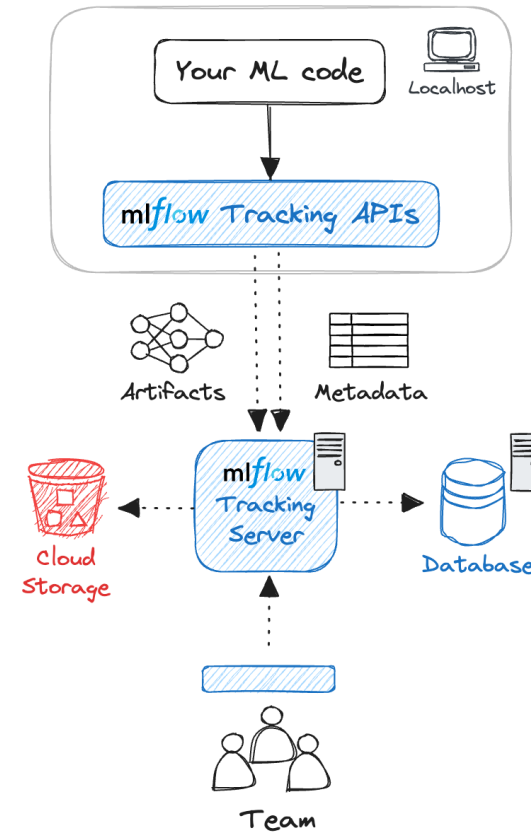 Your ML code
Localhost
mlflow Tracking APIs
Artifacts
Metadata
mlflow
Tracking
Server
Cloud
Storage
Database
Team